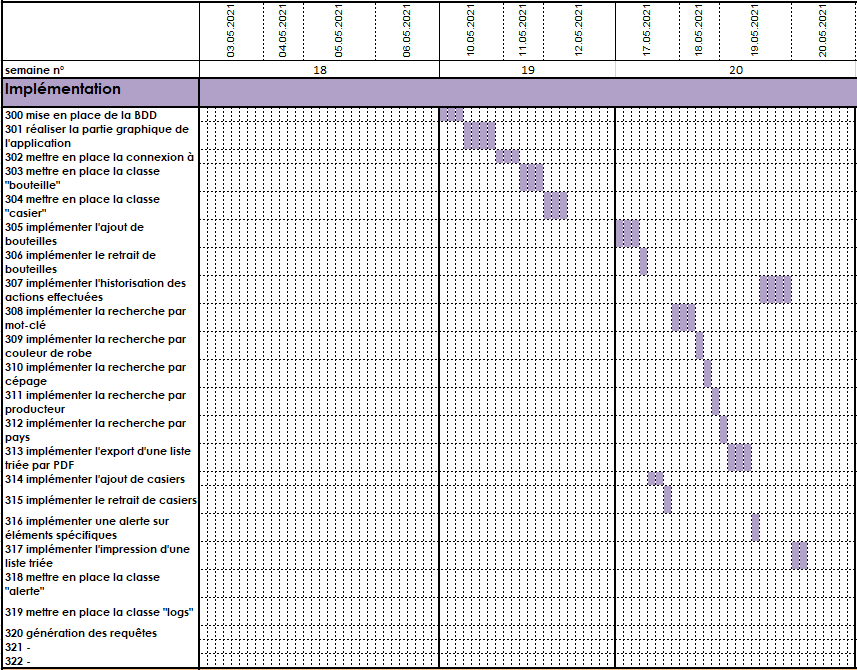 03.05.2021
04.05.2021
05.05.2021
06.05.2021
10.05.2021
11.05.2021
12.05.2021
17.05.2021
18.05.2021
19.05.2021
20.05.2021
semaine n° 18 19 20
Implémentation
300 mise en place de la BDD
301 réaliser la partie graphique de
l'application
302 mettre en place la connexion à
303 mettre en place la classe
"bouteille"
304 mettre en place la classe
"casier"
305 implémenter l'ajout de
bouteilles
306 implémenter le retrait de
bouteilles
307 implémenter l'historisation des
actions effectuées
308 implémenter la recherche par
mot-clé
309 implémenter la recherche par
couleur de robe
310 implémenter la recherche par
cépage
311 implémenter la recherche par
producteur
312 implémenter la recherche par
pays
313 implémenter l'export d'une liste
triée par PDF
314 implémenter l'ajout de casiers
315 implémenter le retrait de casiers
316 implémenter une alerte sur
éléments spécifiques
317 implémenter l'impression d'une
liste triée
318 mettre en place la classe
"alerte"
319 mettre en place la classe "logs"
320 génération des requêtes
321 -
322 -